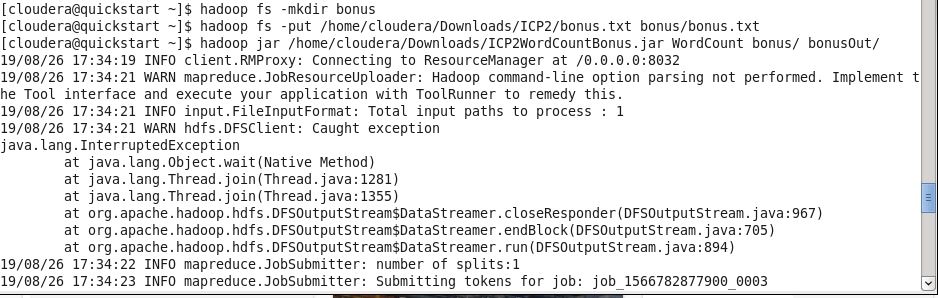 [cloudera@quickstart ~]$ hadoop fs -mkdir bonus
[cloudera@quickstart ~]$ hadoop fs -put /home/cloudera/Downloads/ICP2/bonus.txt bonus/bonus.txt
[cloudera@quickstart ~]$ hadoop jar /home/cloudera/Downloads/ICP2WordCountBonus.jar WordCount bonus/ bonusOut/
19/08/26 17:34:19 INFO client.RMProxy: Connecting to ResourceManager at /0.0.0.0:8032
19/08/26 17:34:21 WARN mapreduce.JobResourceUploader: Hadoop command-line option parsing not performed. Implement t
he Tool interface and execute your application with ToolRunner to remedy this.
19/08/26 17:34:21 INFO input.FileInputFormat: Total input paths to process : 1
19/08/26 17:34:21 WARN hdfs.DFSClient: Caught exception
java.lang.InterruptedException
        at java.lang.Object.wait(Native Method)
        at java.lang.Thread.join(Thread.java:1281)
        at java.lang.Thread.join(Thread.java:1355)
        at org.apache.hadoop.hdfs.DFSOutputStream$DataStreamer.closeResponder(DFSOutputStream.java:967)
        at org.apache.hadoop.hdfs.DFSOutputStream$DataStreamer.endBlock(DFSOutputStream.java:705)
        at org.apache.hadoop.hdfs.DFSOutputStream$DataStreamer.run(DFSOutputStream.java:894)
19/08/26 17:34:22 INFO mapreduce.JobSubmitter: number of splits:1
19/08/26 17:34:23 INFO mapreduce.JobSubmitter: Submitting tokens for job: job_1566782877900_0003